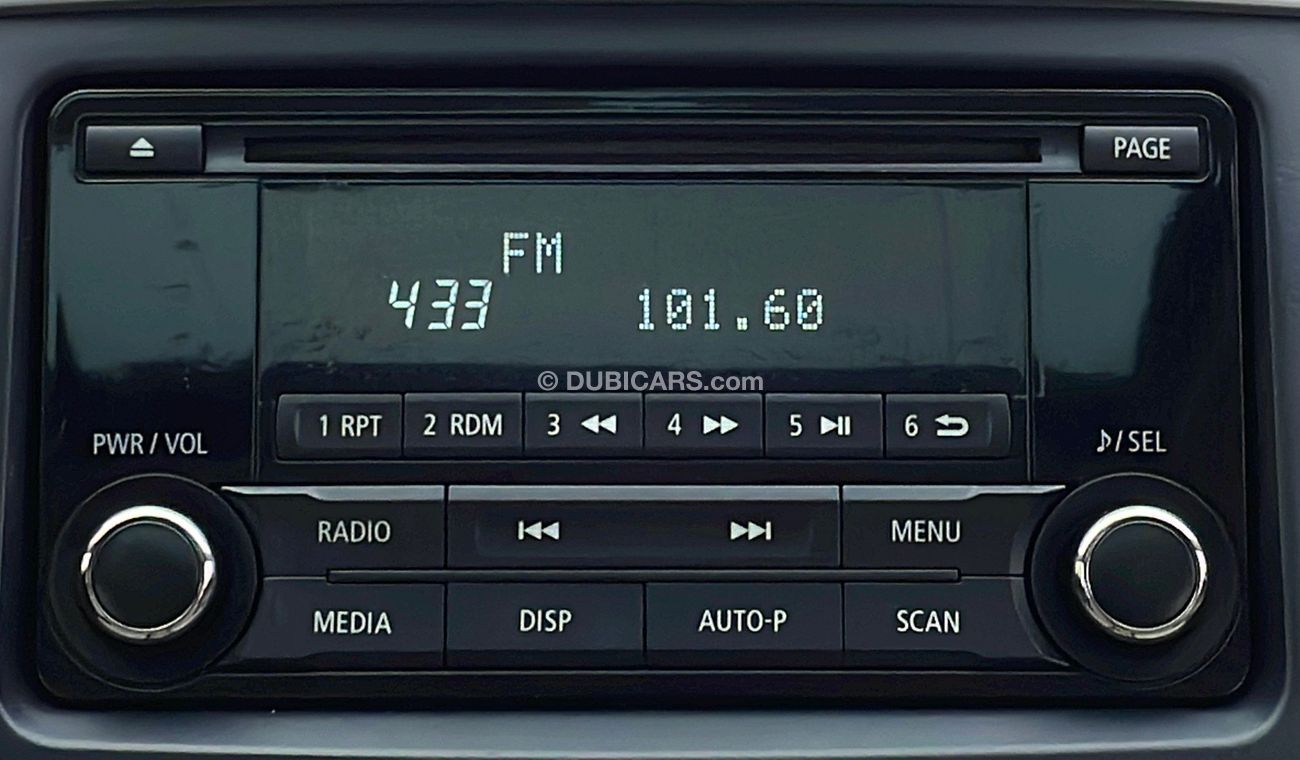 PAGE
FM
433 101.60
© DUBICARS.com
1 RPT 2 RDM 3 4 5 6
PWR / VOL
♪/ SEL
RADIO MENU
MEDIA DISP AUTO-P SCAN